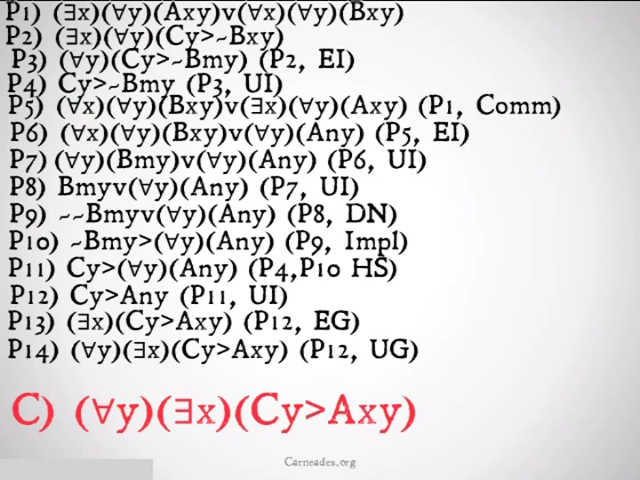 P1) (∃x)(∀y)(Axy)v(∀x)(∀y)(Bxy)
P2) (∃x)(∀y)(Cy>~Bxy)
P3) (∀y)(Cy>~Bmy) (P2, EI)
P4) Cy>~Bmy (P3, UI)
P5) (∀x)(∀y)(Bxy)v(∃x)(∀y)(Axy) (P1, Comm)
P6) (∀x)(∀y)(Bxy)v(∀y)(Any) (P5, EI)
P7) (∀y)(Bmy)v(∀y)(Any) (P6, UI)
P8) Bmyv(∀y)(Any) (P7, UI)
P9) ~~Bmyv(∀y)(Any) (P8, DN)
P10) ~Bmy>(∀y)(Any) (P9, Impl)
P11) Cy>(∀y)(Any) (P4,P10 HS)
P12) Cy>Any (P11, UI)
P13) (∃x)(Cy>Axy) (P12, EG)
P14) (∀y)(∃x)(Cy>Axy) (P12, UG)
C) (∀y)(∃x)(Cy>Axy)
Carneades.org